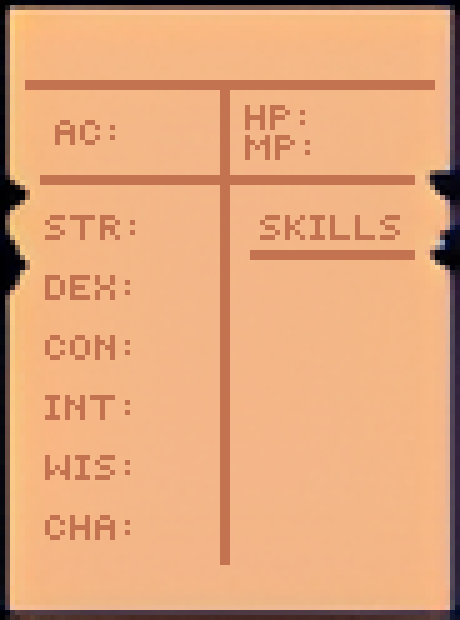 AC:
HP:
MP:
STR:
DEX:
CON:
INT:
WIS:
CHA:
SKILLS